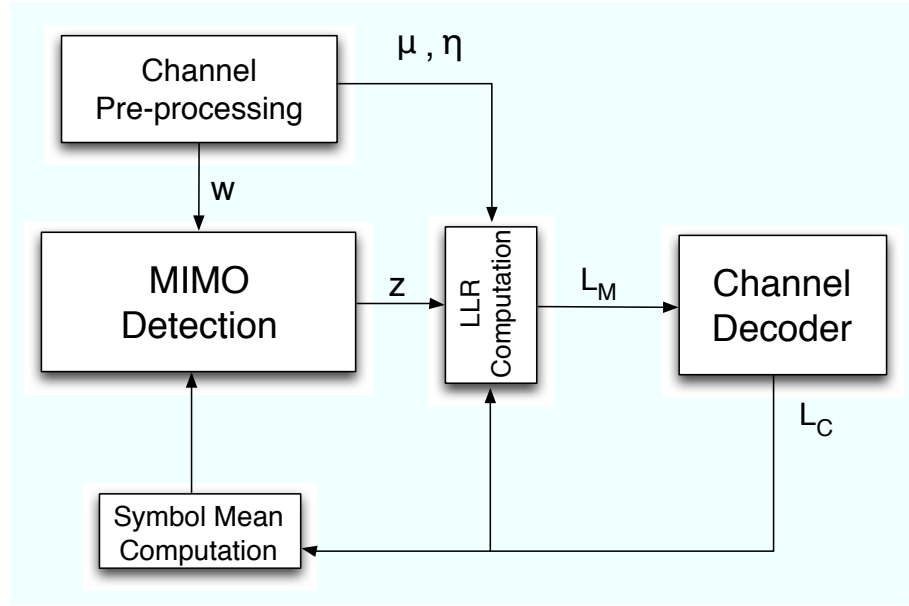 Channel
Pre-processing
μ , η
w
MIMO
Detection
z
LLR
Computation
L_M
Channel
Decoder
L_C
Symbol Mean
Computation